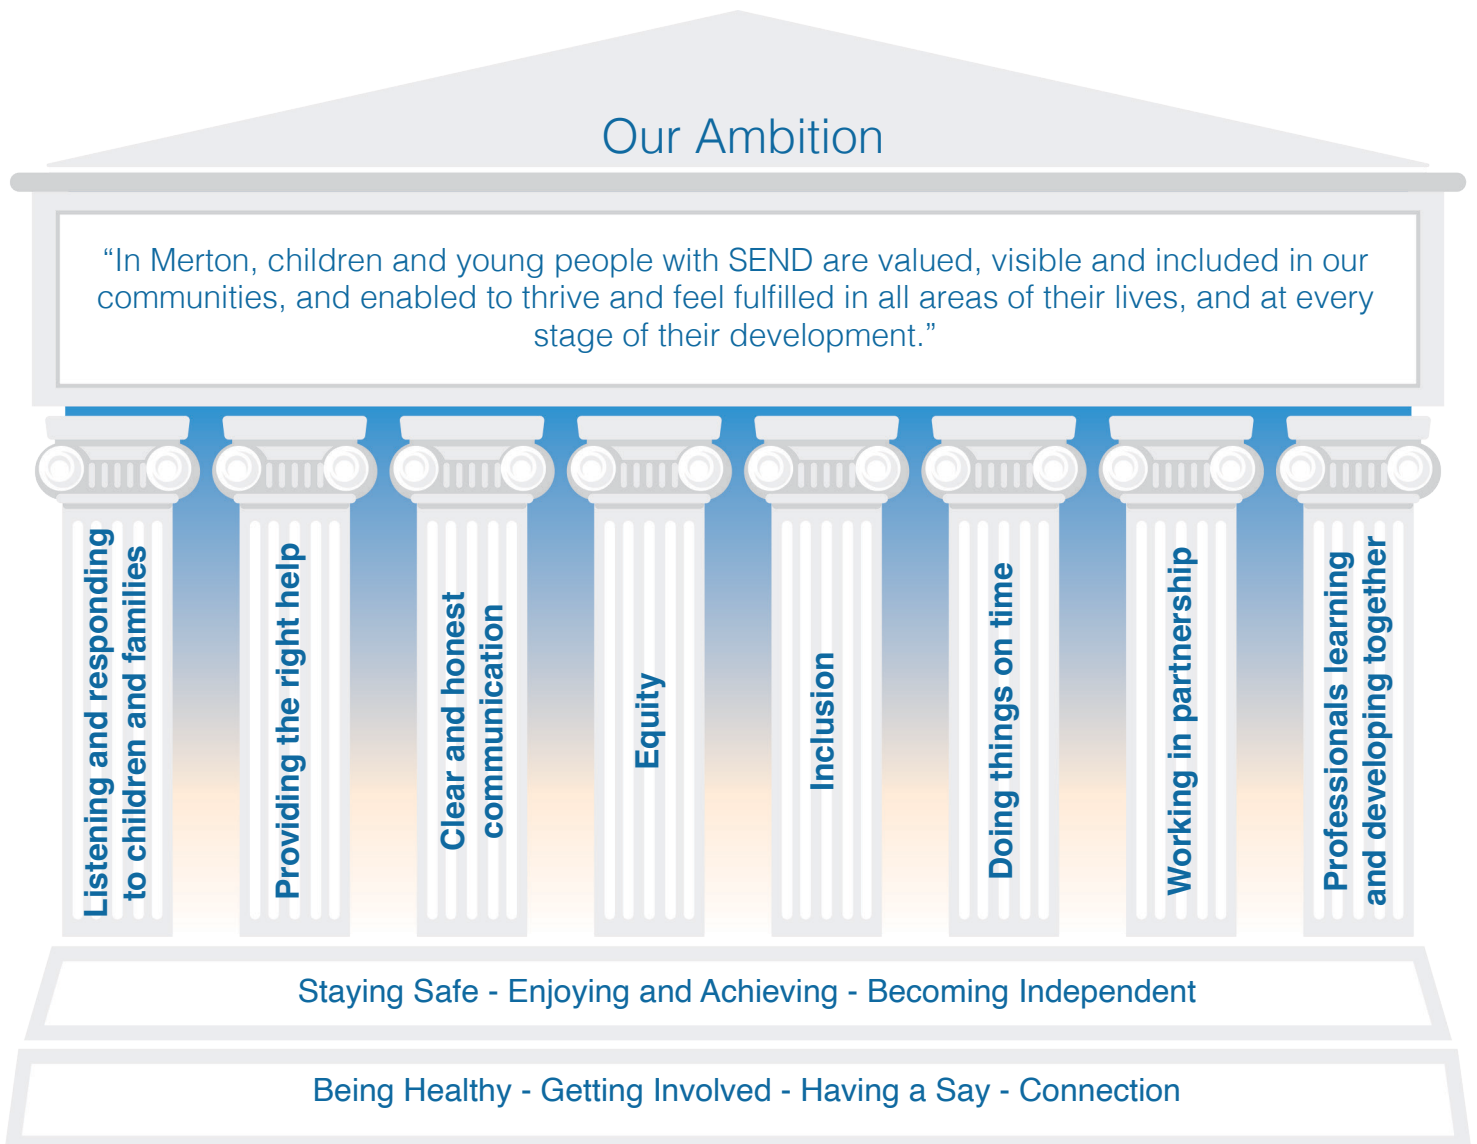 Our Ambition
“In Merton, children and young people with SEND are valued, visible and included in our
communities, and enabled to thrive and feel fulfilled in all areas of their lives, and at every
stage of their development.”
Listening and responding
to children and families
Providing the right help
Clear and honest
communication
Equity
Inclusion
Doing things on time
Working in partnership
Professionals learning
and developing together
Staying Safe - Enjoying and Achieving - Becoming Independent
Being Healthy - Getting Involved - Having a Say - Connection